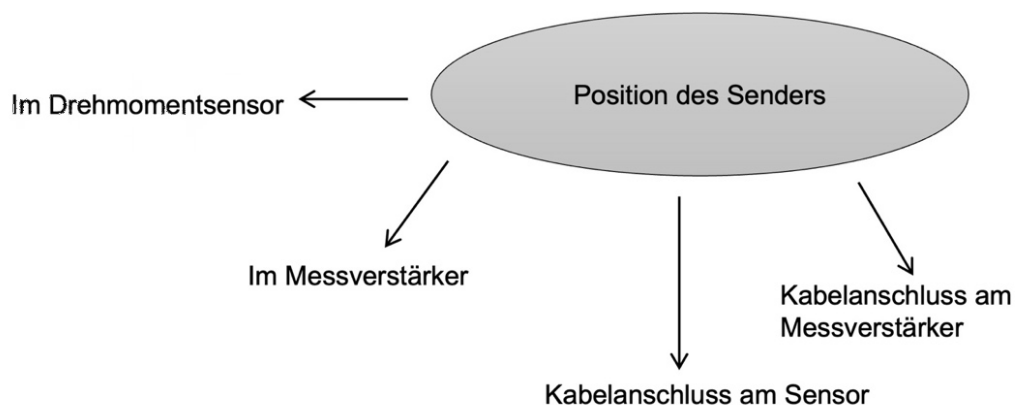 Position des Senders
Im Drehmomentsensor
Im Messverstärker
Kabelanschluss am
Messverstärker
Kabelanschluss am Sensor